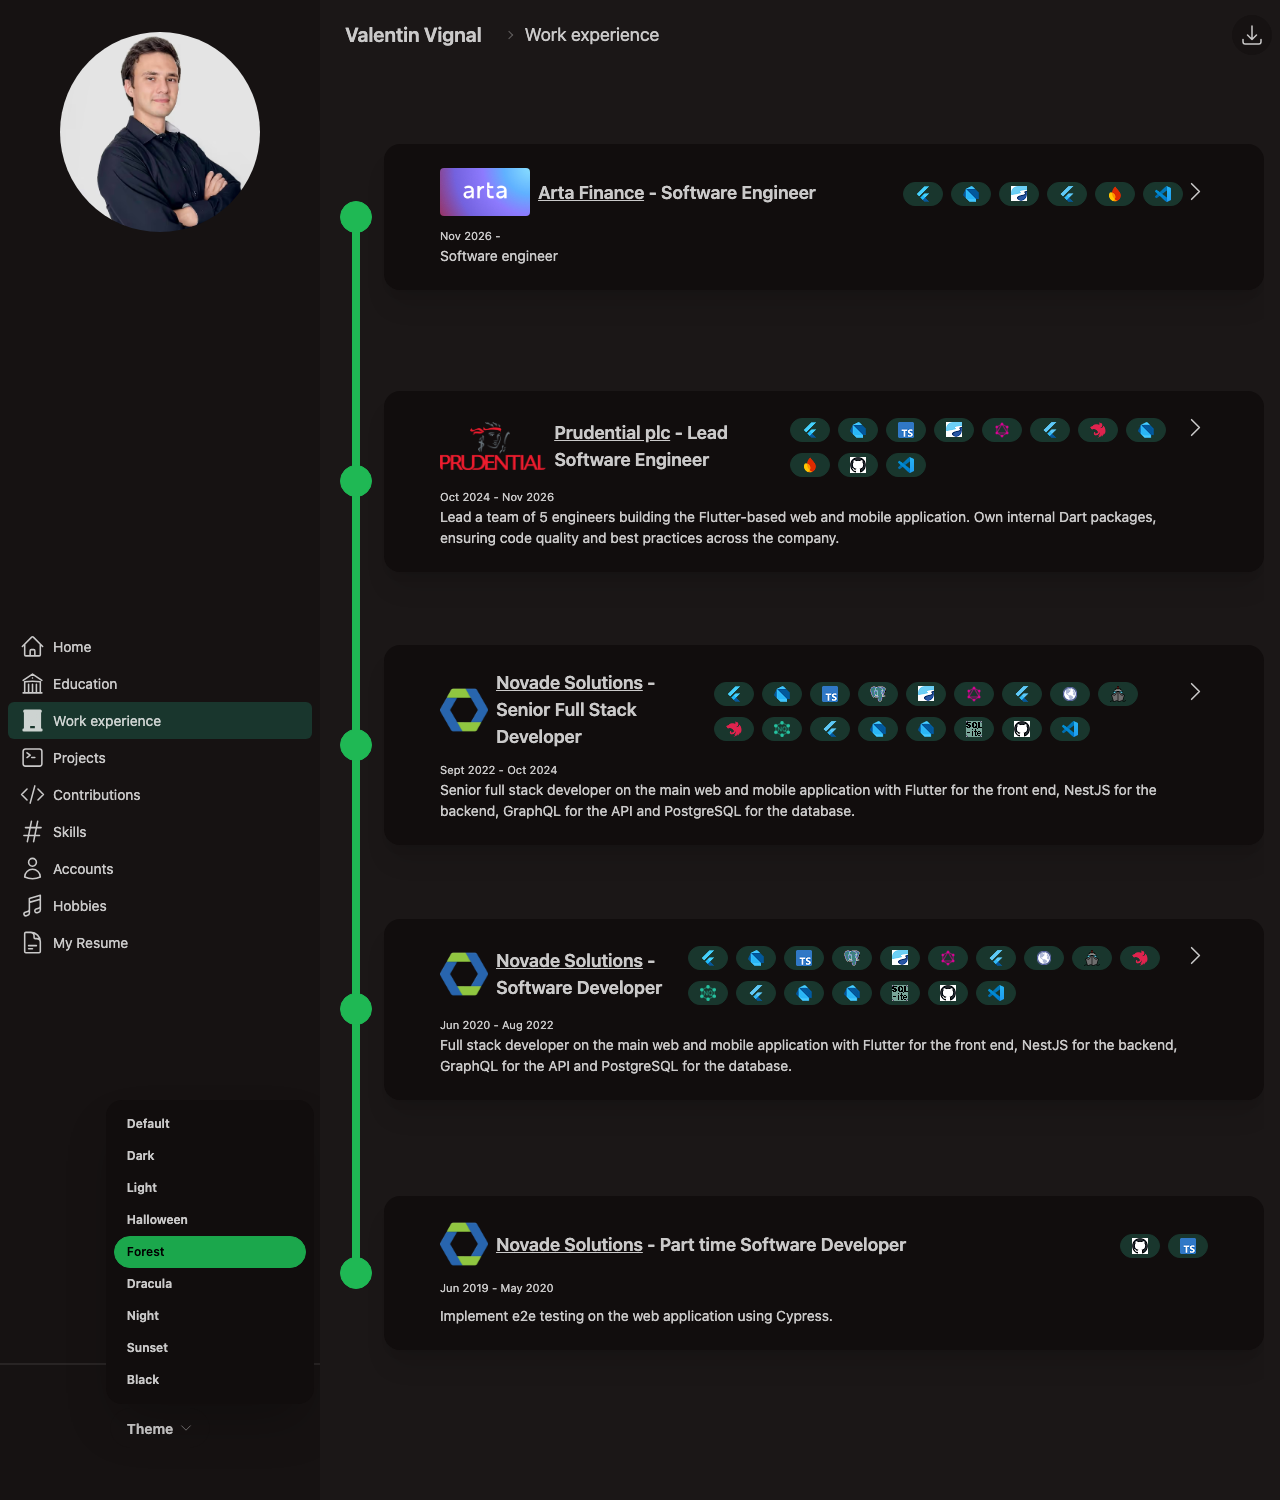 Valentin Vignal
Work experience
arta
Arta Finance - Software Engineer
Nov 2026 -
Software engineer
PRUDENTIAL
Prudential plc - Lead
Software Engineer
TS
Oct 2024 - Nov 2026
Lead a team of 5 engineers building the Flutter-based web and mobile application. Own internal Dart packages,
ensuring code quality and best practices across the company.
Home
Education
Work experience
Projects
Contributions
Skills
Accounts
Hobbies
My Resume
Novade Solutions -
Senior Full Stack
Developer
TS
SQL
-ite
Sept 2022 - Oct 2024
Senior full stack developer on the main web and mobile application with Flutter for the front end, NestJS for the
backend, GraphQL for the API and PostgreSQL for the database.
Novade Solutions -
Software Developer
TS
SQL
-ite
Jun 2020 - Aug 2022
Full stack developer on the main web and mobile application with Flutter for the front end, NestJS for the backend,
GraphQL for the API and PostgreSQL for the database.
Novade Solutions - Part time Software Developer
TS
Jun 2019 - May 2020
Implement e2e testing on the web application using Cypress.
Default
Dark
Light
Halloween
Forest
Dracula
Night
Sunset
Black
Theme